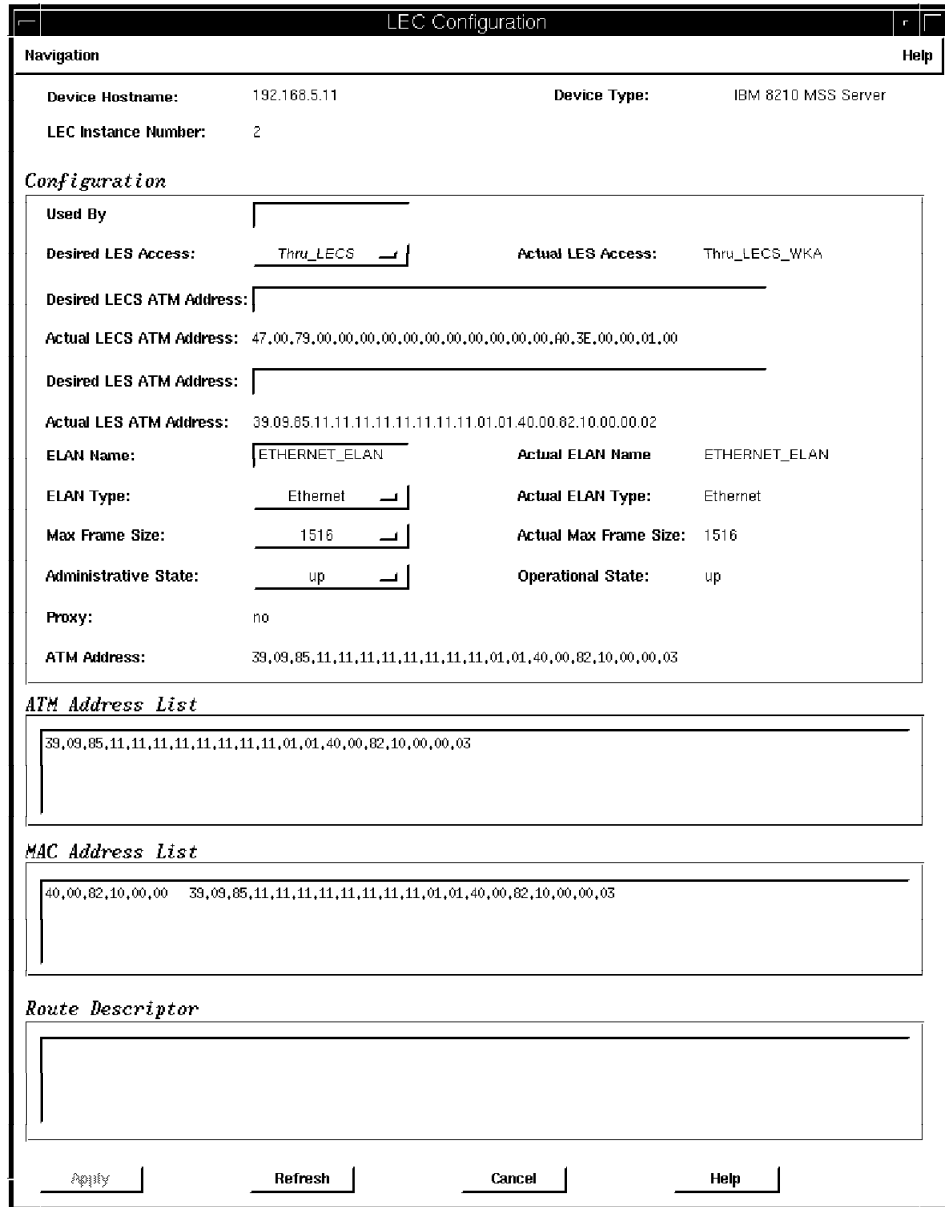 LEC Configuration
Navigation Help
Device Hostname: 192.168.5.11 Device Type: IBM 8210 MSS Server
LEC Instance Number: 2
Configuration
Used By
Desired LES Access: Thru_LECS Actual LES Access: Thru_LECS_WKA
Desired LECS ATM Address:
Actual LECS ATM Address: 47.00.79.00.00.00.00.00.00.00.00.00.00.00.A0.3E.00.00.01.00
Desired LES ATM Address:
Actual LES ATM Address: 39.09.85.11.11.11.11.11.11.11.11.01.01.40.00.82.10.00.00.02
ELAN Name: ETHERNET_ELAN Actual ELAN Name ETHERNET_ELAN
ELAN Type: Ethernet Actual ELAN Type: Ethernet
Max Frame Size: 1516 Actual Max Frame Size: 1516
Administrative State: up Operational State: up
Proxy: no
ATM Address: 39.09.85.11.11.11.11.11.11.11.11.01.01.40.00.82.10.00.00.03
ATM Address List
39.09.85.11.11.11.11.11.11.11.11.01.01.40.00.82.10.00.00.03
MAC Address List
40.00.82.10.00.00 39.09.85.11.11.11.11.11.11.11.11.01.01.40.00.82.10.00.00.03
Route Descriptor
Apply Refresh Cancel Help